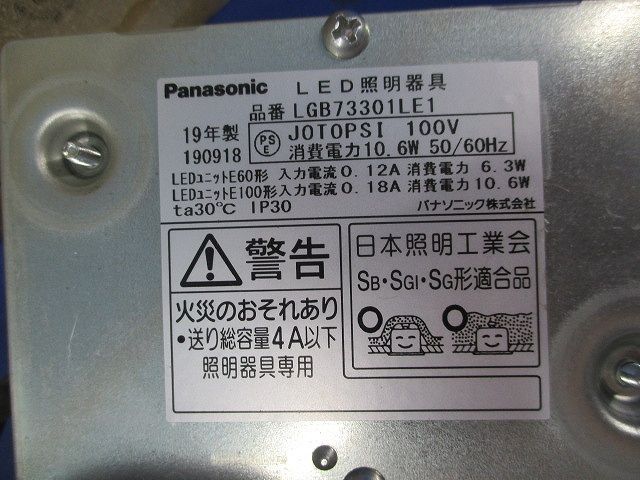 Panasonic LED照明器具
品番 LGB73301LE1
19年製
190918
PS
E
JOTOPSI 100V
消費電力10.6W 50/60Hz
LEDユニットE60形 入力電流0.12A 消費電力 6.3W
LEDユニットE100形 入力電流0.18A 消費電力10.6W
ta30℃ IP30 パナソニック株式会社
警告
火災のおそれあり
・送り総容量4A以下
照明器具専用
日本照明工業会
SB・SGI・SG形適合品